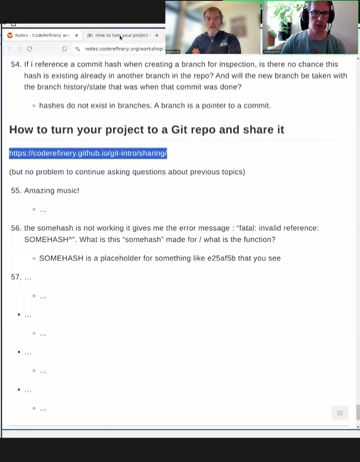 Notes - CodeRefinery an
How to turn your project t
notes.coderefinery.org/workshop-
54. If i reference a commit hash when creating a branch for inspection, is there no chance this
hash is existing already in another branch in the repo? And will the new branch be taken with
the branch history/state that was when that commit was done?
hashes do not exist in branches. A branch is a pointer to a commit.
How to turn your project to a Git repo and share it
https://coderefinery.github.io/git-intro/sharing/
(but no problem to continue asking questions about previous topics)
55. Amazing music!
...
56. the somehash is not working it gives me the error message : "fatal: invalid reference:
SOMEHASH^". What is this "somehash" made for / what is the function?
SOMEHASH is a placeholder for something like e25af5b that you see
57. ...
...
...
...
...
...
...
...